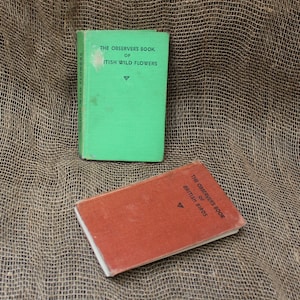 THE OBSERVER'S BOOK
OF
BRITISH WILD FLOWERS
THE OBSERVER'S BOOK
OF
BRITISH BIRDS